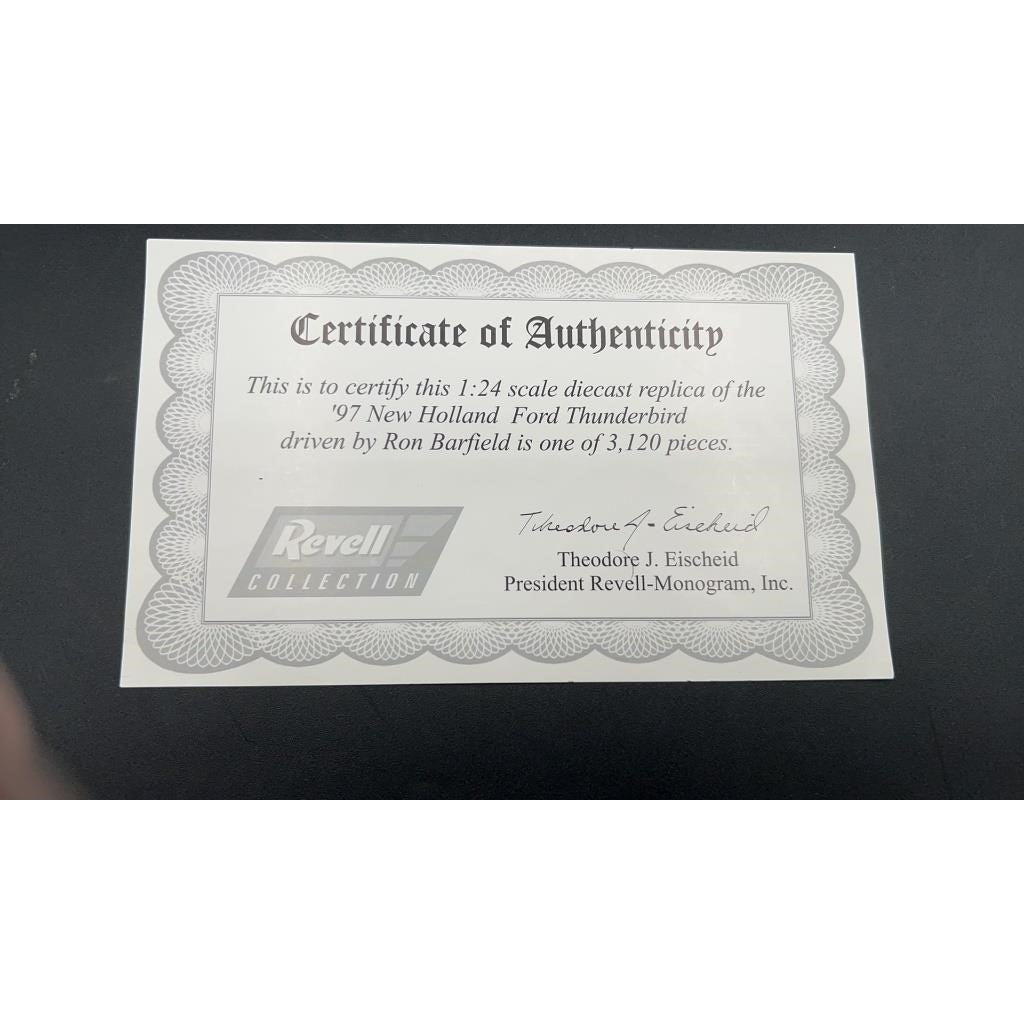 Certificate of Authenticity
This is to certify this 1:24 scale diecast replica of the
'97 New Holland Ford Thunderbird
driven by Ron Barfield is one of 3,120 pieces.
Revell
COLLECTION
Theodore J. Eischeid
Theodore J. Eischeid
President Revell-Monogram, Inc.